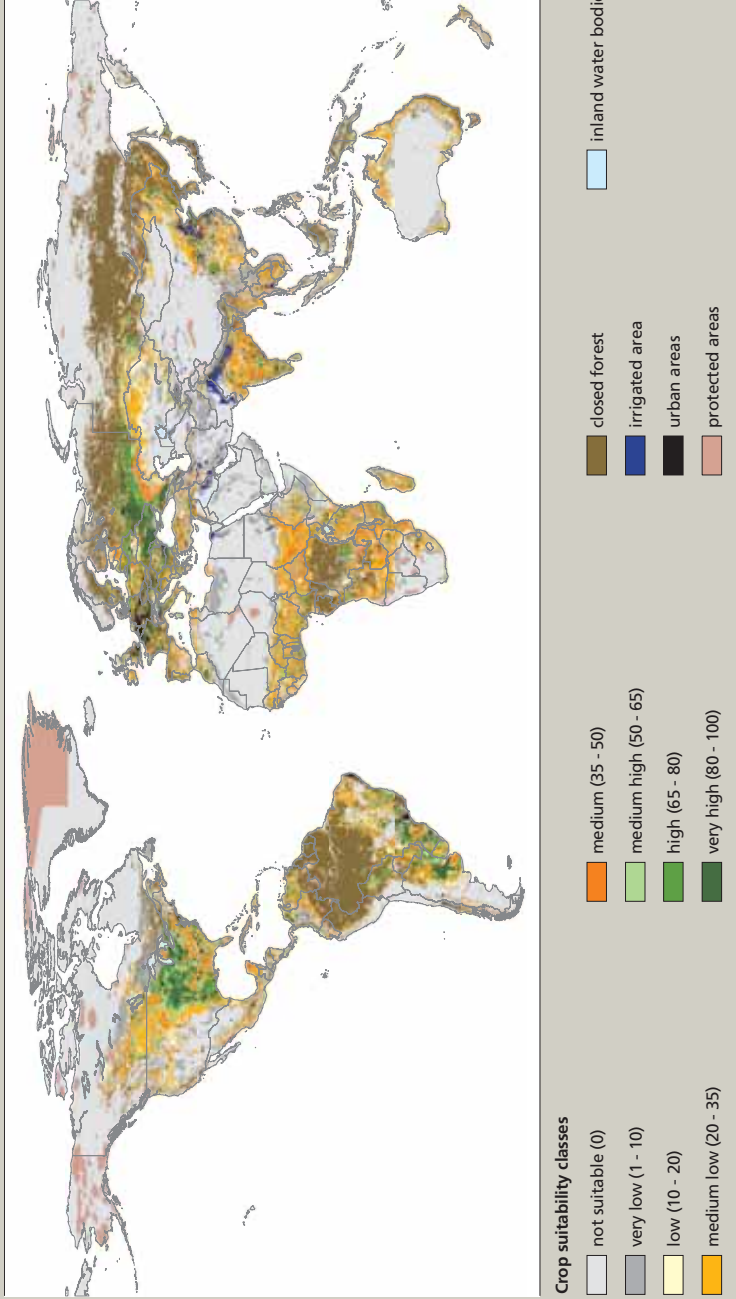 Crop suitability classes
not suitable (0)
very low (1 - 10)
low (10 - 20)
medium low (20 - 35)
medium (35 - 50)
medium high (50 - 65)
high (65 - 80)
very high (80 - 100)
closed forest
irrigated area
urban areas
protected areas
inland water